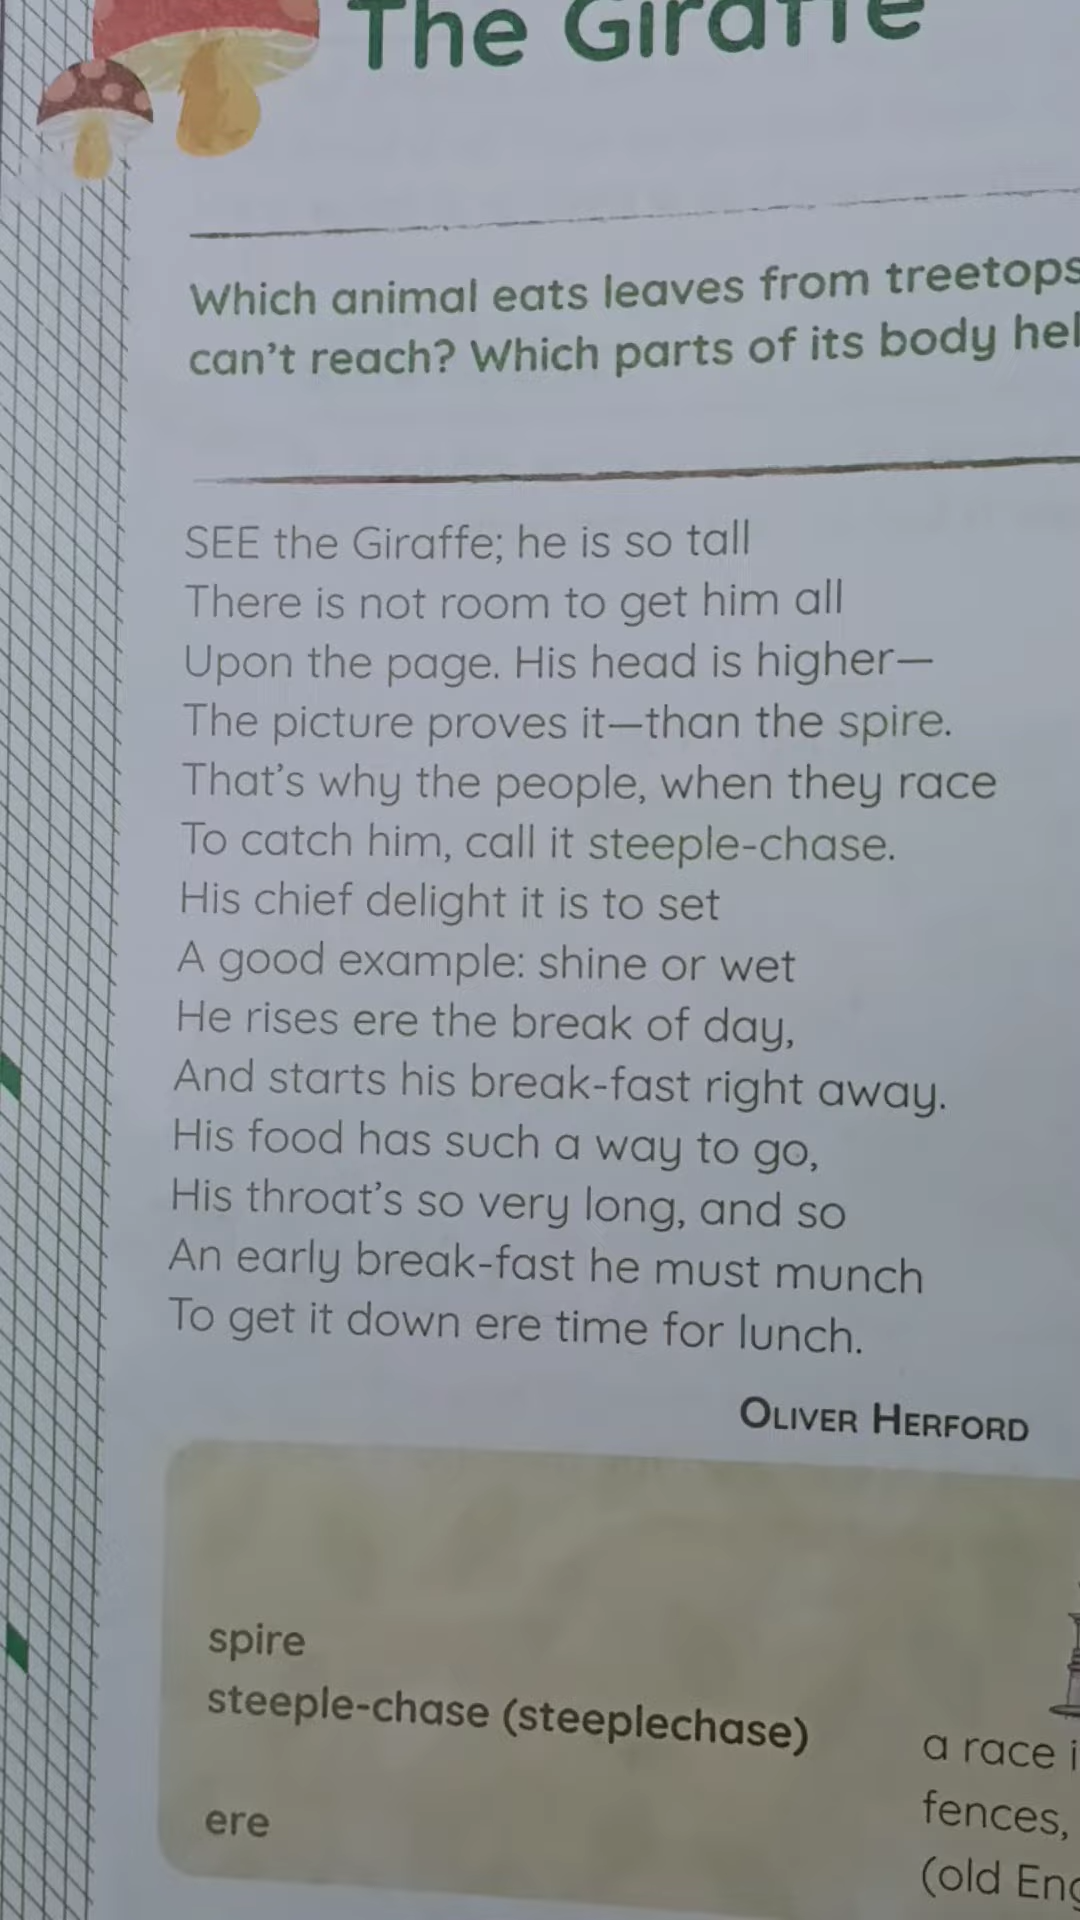 The Giraffe
Which animal eats leaves from treetops
can't reach? Which parts of its body
SEE the Giraffe; he is so tall
There is not room to get him all
Upon the page. His head is higher—
The picture proves it—than the spire.
That's why the people, when they race
To catch him, call it steeple-chase.
His chief delight it is to set
A good example: shine or wet
He rises ere the break of day,
And starts his break-fast right away.
His food has such a way to go,
His throat's so very long, and so
An early break-fast he must munch
To get it down ere time for lunch.
OLIVER HERFORD
spire
steeple-chase (steeplechase)
a race
fences,
ere
(old